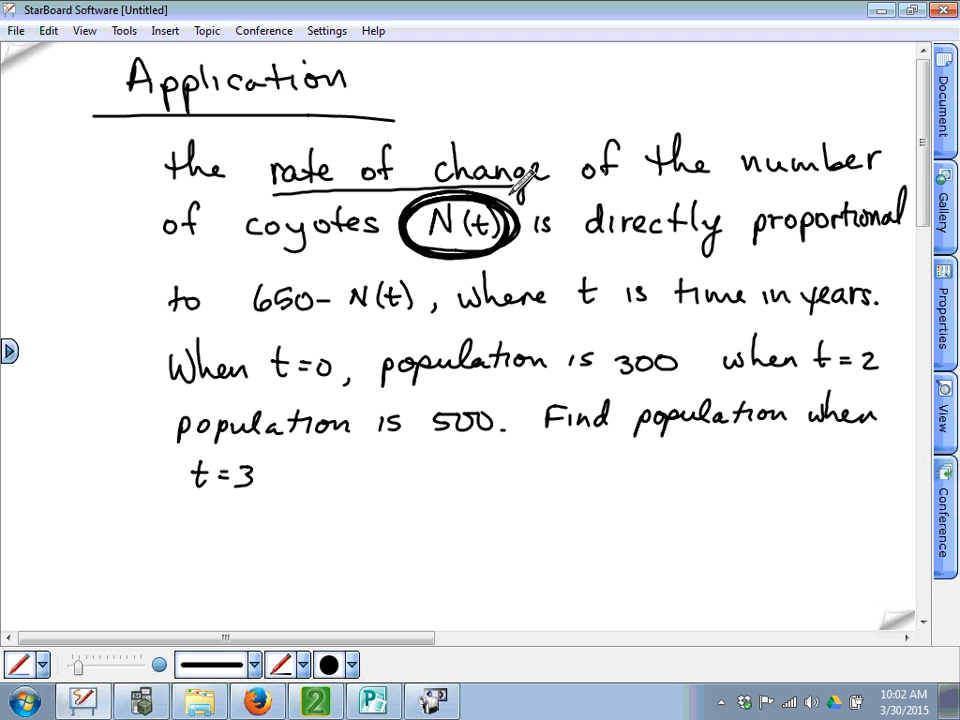 StarBoard Software [Untitled]
File Edit View Tools Insert Topic Conference Settings Help
Application
the rate of change of the number
of coyotes N(t) is directly proportional
to 650- N(t), where t is time in years.
When t=0, population is 300 when t=2
population is 500. Find population when
t=3
Document
Gallery
Properties
View
Conference
10:02 AM
3/30/2015